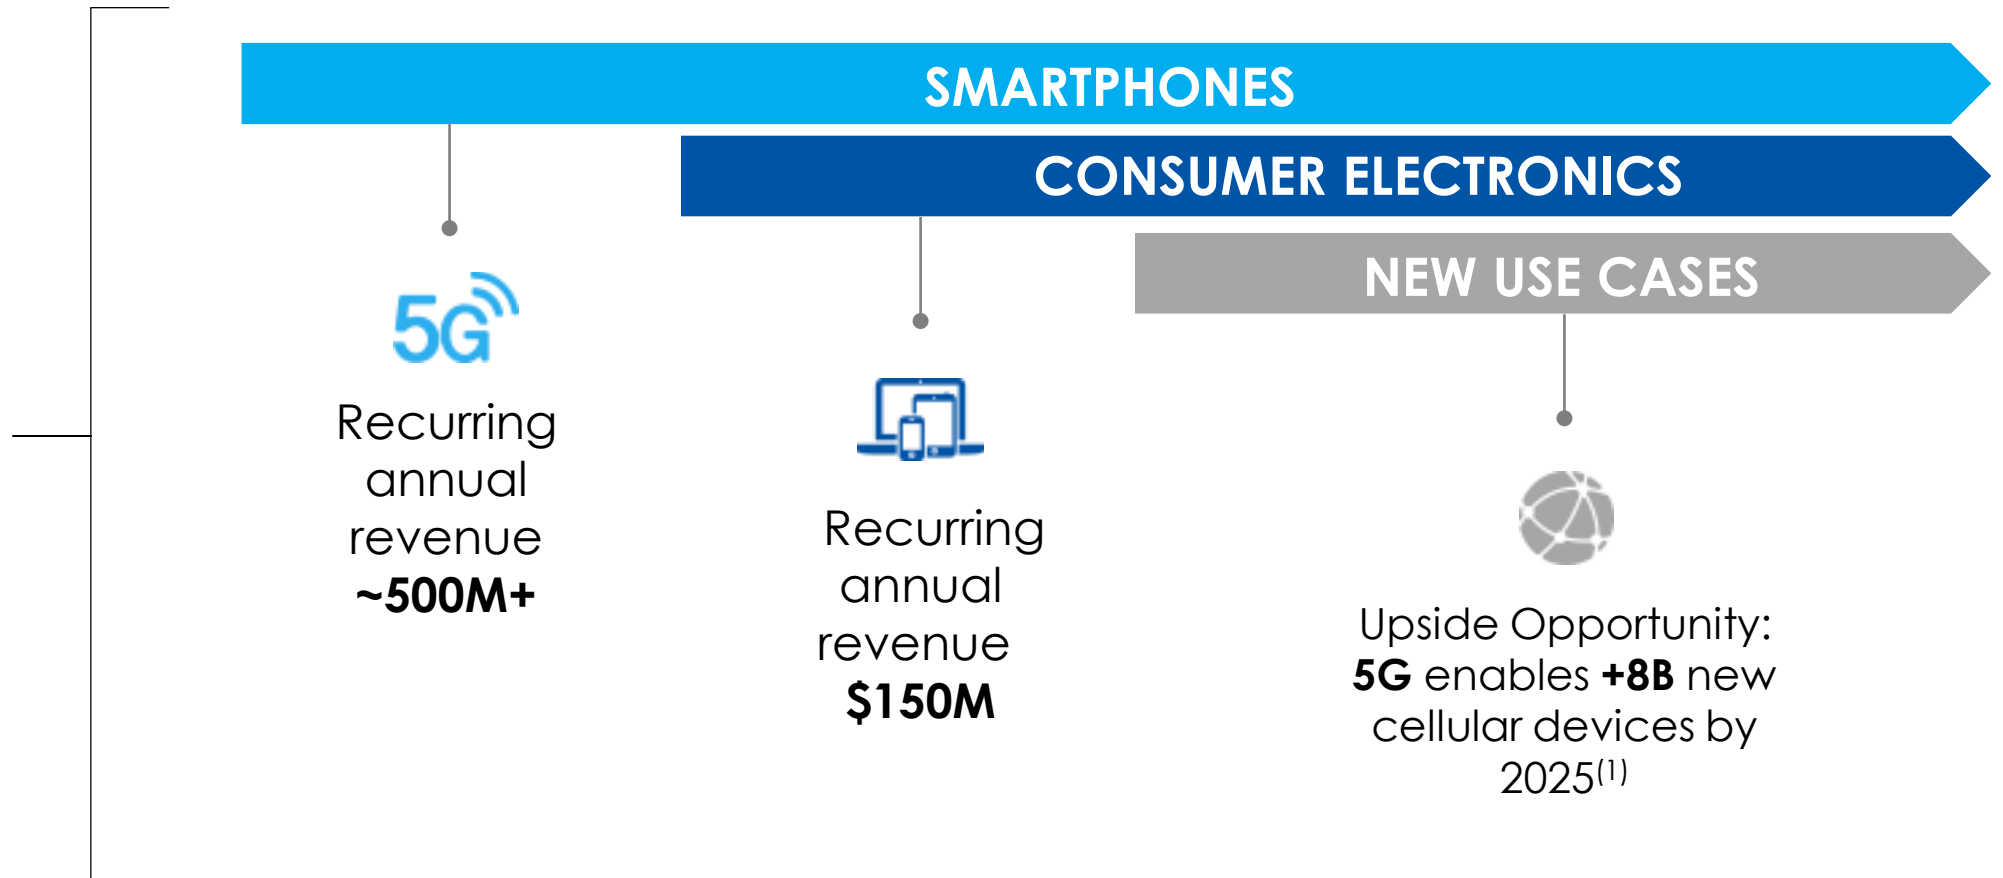 SMARTPHONES
CONSUMER ELECTRONICS
NEW USE CASES
5G
Recurring
annual
revenue
~500M+
Recurring
annual
revenue
$150M
Upside Opportunity:
5G enables +8B new
cellular devices by
2025(1)